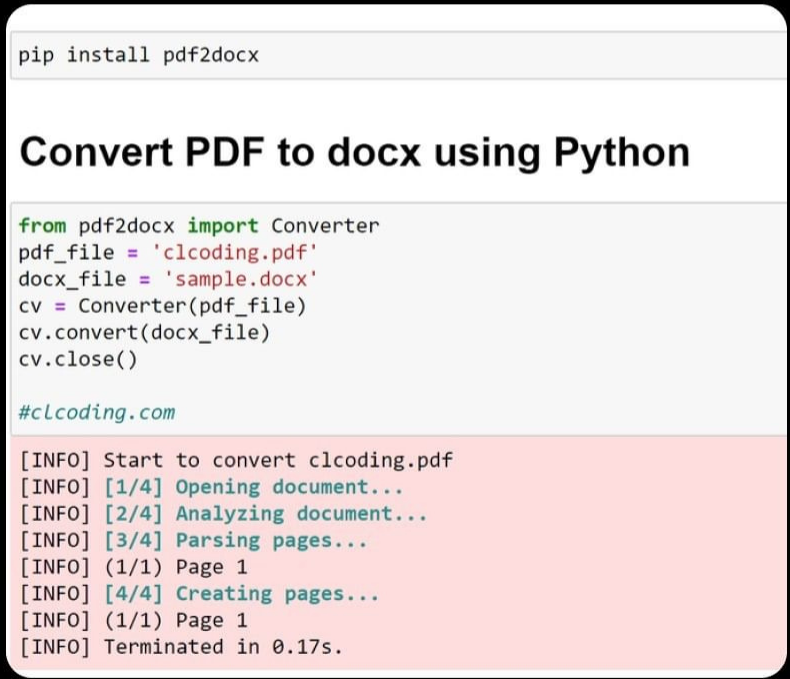 pip install pdf2docx
Convert PDF to docx using Python
from pdf2docx import Converter
pdf_file = 'clcoding.pdf'
docx_file = 'sample.docx'
cv = Converter(pdf_file)
cv.convert(docx_file)
cv.close()
#clcoding.com
[INFO] Start to convert clcoding.pdf
[INFO] [1/4] Opening document...
[INFO] [2/4] Analyzing document...
[INFO] [3/4] Parsing pages...
[INFO] (1/1) Page 1
[INFO] [4/4] Creating pages...
[INFO] (1/1) Page 1
[INFO] Terminated in 0.17s.